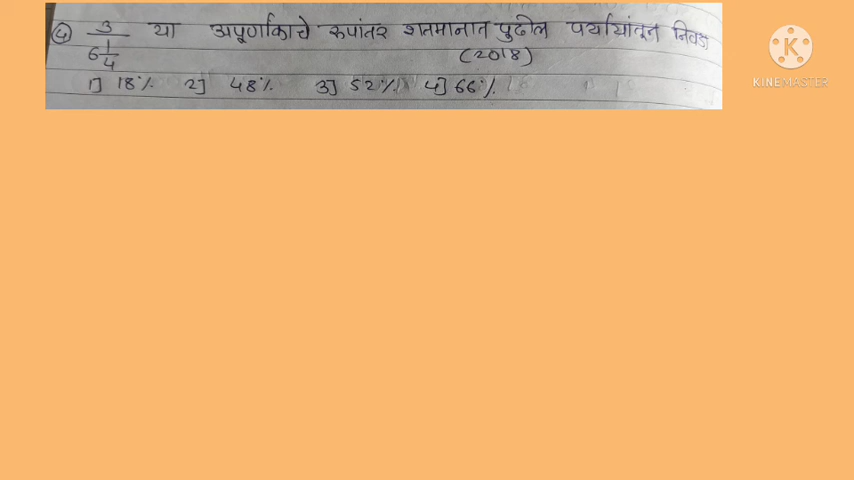 ५ 3/6 1/4 या अपूर्णांकाचे रुपांतर शतमानात पुढील पर्यायांतून निवडा
(2018)
1] 18% 2] 48% 3] 52% 4] 66%
KINEMASTER